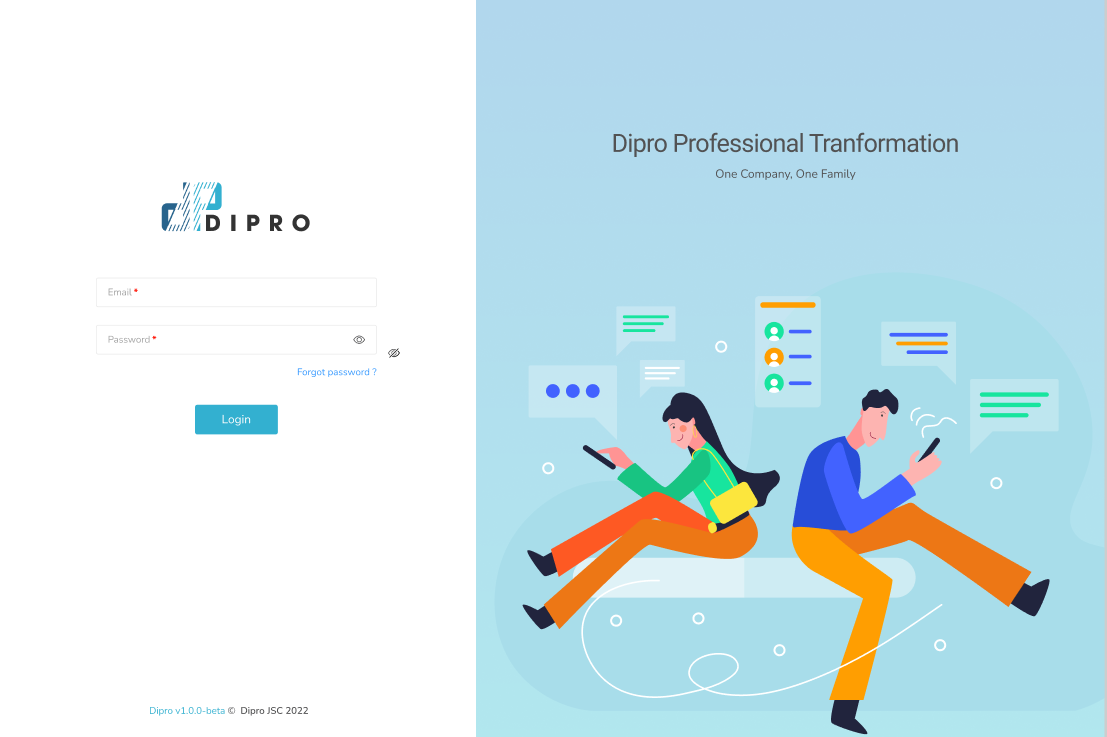 DIPRO
Email *
Password *
Forgot password ?
Login
Dipro v1.0.0-beta © Dipro JSC 2022
Dipro Professional Tranformation
One Company, One Family